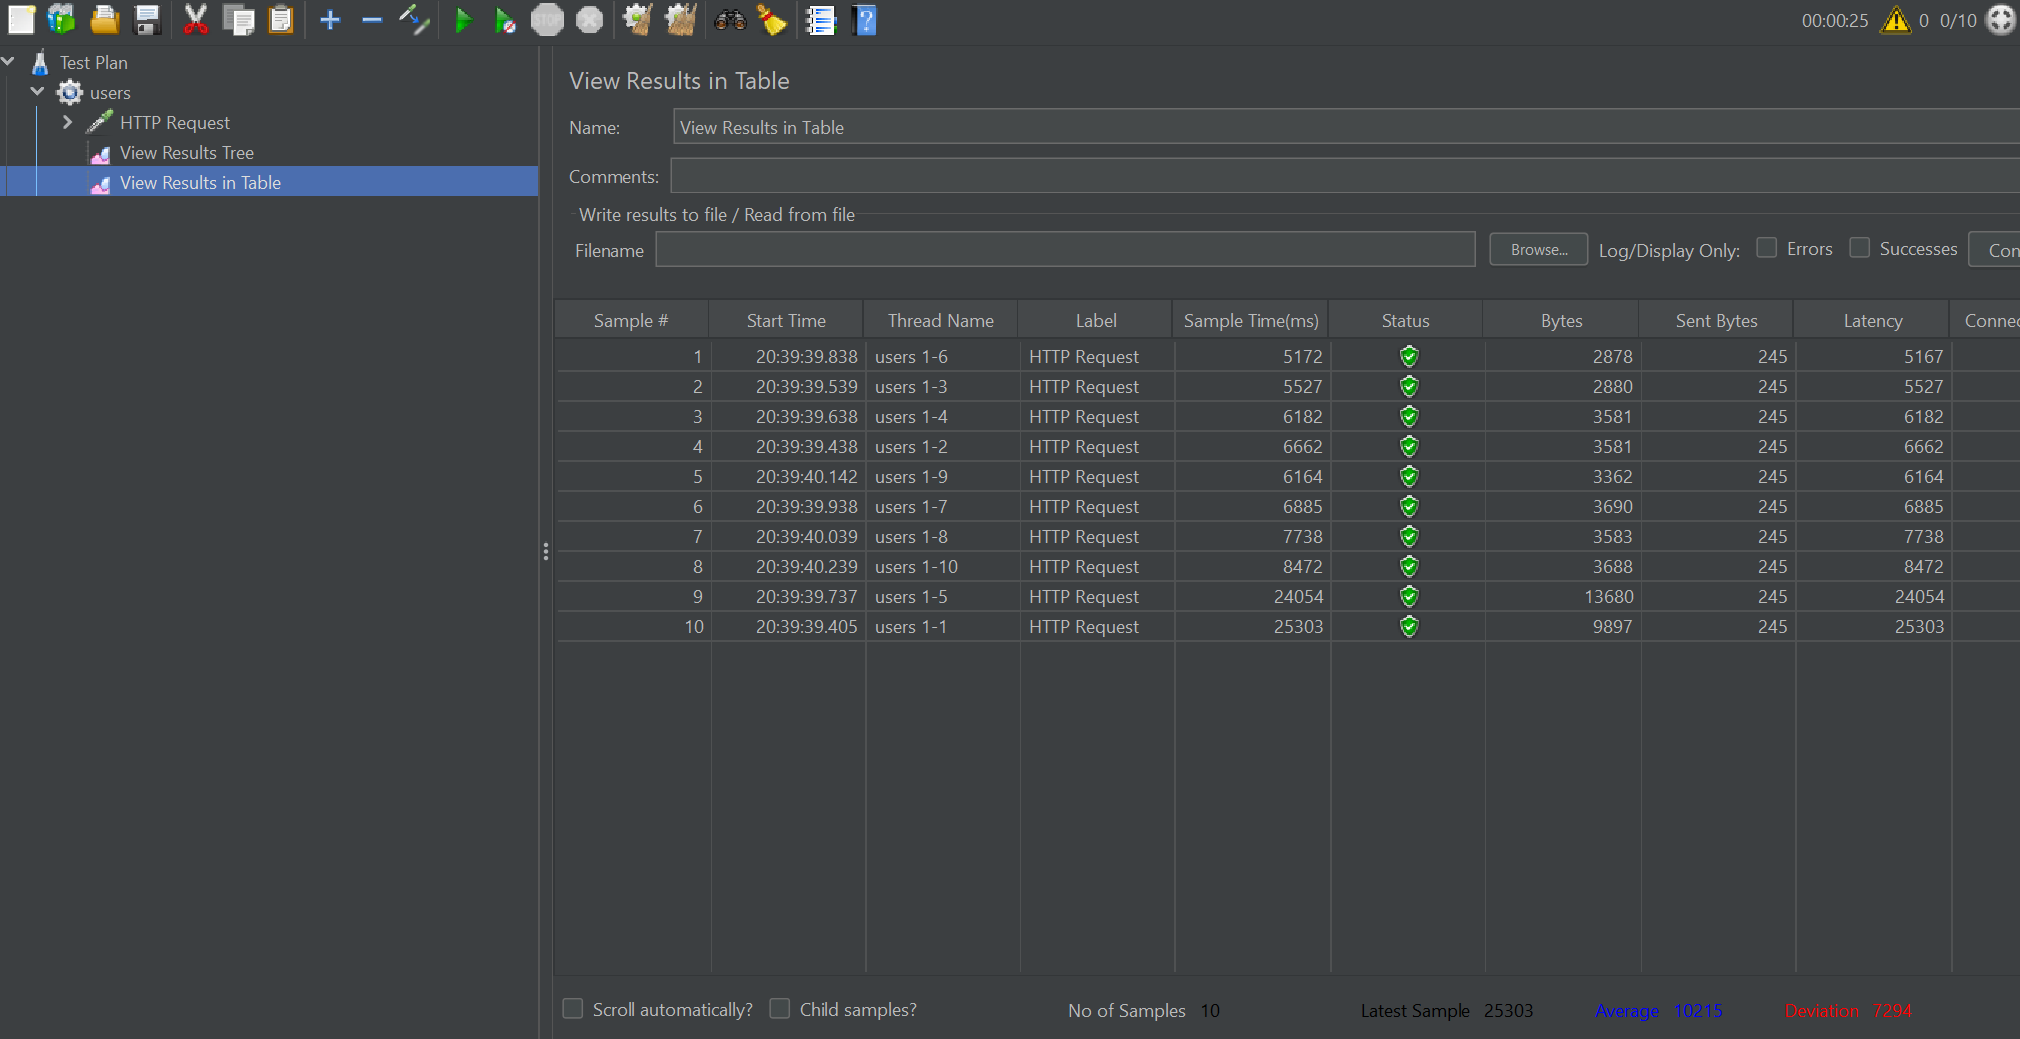 STOP
?
00:00:25 0 0/10
Test Plan
users
HTTP Request
View Results Tree
View Results in Table
View Results in Table
Name: View Results in Table
Comments:
Write results to file / Read from file
Filename Browse... Log/Display Only: Errors Successes Con
Sample # Start Time Thread Name Label Sample Time(ms) Status Bytes Sent Bytes Latency Connec
1 20:39:39.838 users 1-6 HTTP Request 5172 2878 245 5167
2 20:39:39.539 users 1-3 HTTP Request 5527 2880 245 5527
3 20:39:39.638 users 1-4 HTTP Request 6182 3581 245 6182
4 20:39:39.438 users 1-2 HTTP Request 6662 3581 245 6662
5 20:39:40.142 users 1-9 HTTP Request 6164 3362 245 6164
6 20:39:39.938 users 1-7 HTTP Request 6885 3690 245 6885
7 20:39:40.039 users 1-8 HTTP Request 7738 3583 245 7738
8 20:39:40.239 users 1-10 HTTP Request 8472 3688 245 8472
9 20:39:39.737 users 1-5 HTTP Request 24054 13680 245 24054
10 20:39:39.405 users 1-1 HTTP Request 25303 9897 245 25303
Scroll automatically? Child samples? No of Samples 10 Latest Sample 25303 Average 10215 Deviation 7294